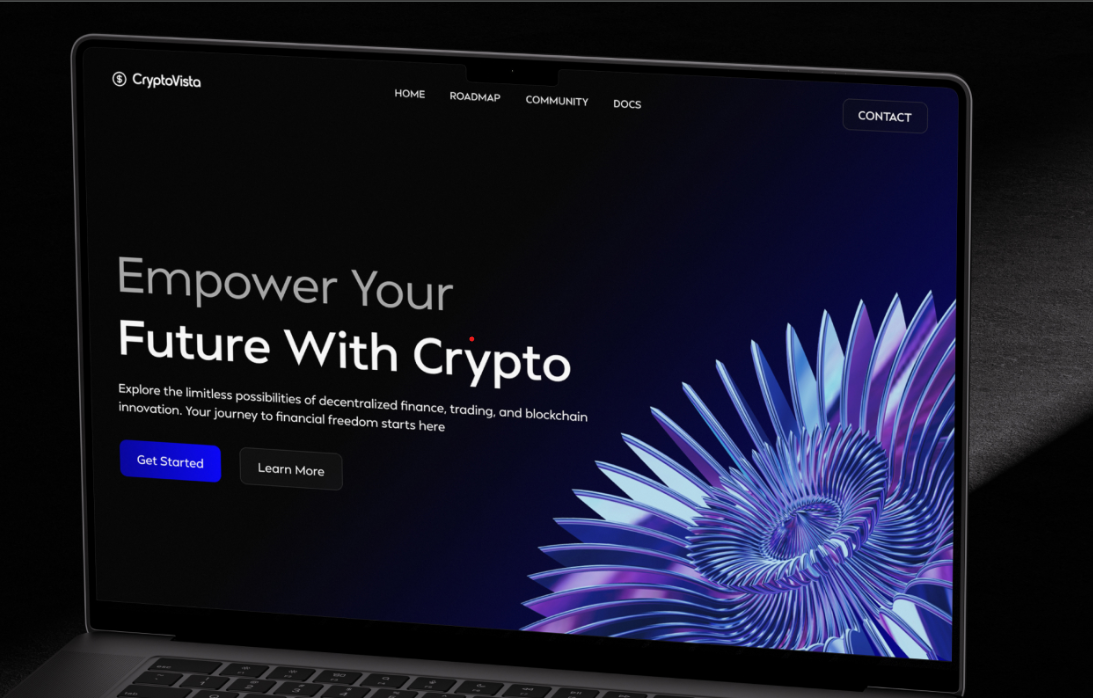 CryptoVista
HOME ROADMAP COMMUNITY DOCS
CONTACT
Empower Your
Future With Crypto
Explore the limitless possibilities of decentralized finance, trading, and blockchain
innovation. Your journey to financial freedom starts here
Get Started Learn More